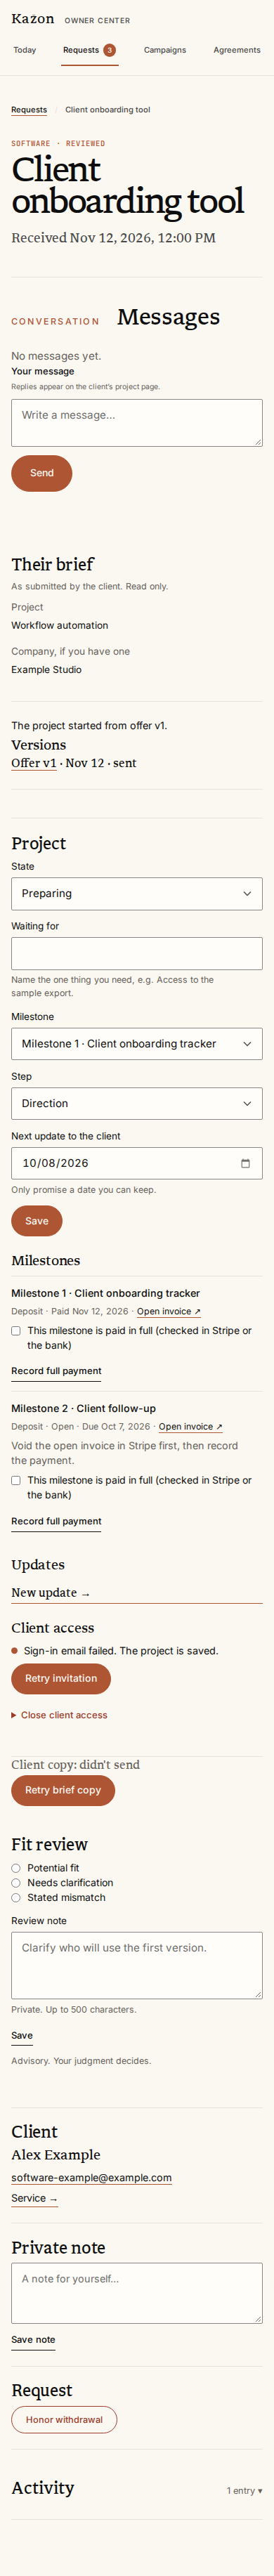 Kazon OWNER CENTER
Today Requests 3 Campaigns Agreements
Requests / Client onboarding tool
SOFTWARE · REVIEWED
Client
onboarding tool
Received Nov 12, 2026, 12:00 PM
CONVERSATION Messages
No messages yet.
Your message
Replies appear on the client's project page.
Write a message...
Send
Their brief
As submitted by the client. Read only.
Project
Workflow automation
Company, if you have one
Example Studio
The project started from offer v1.
Versions
Offer v1 · Nov 12 · sent
Project
State
Preparing
Waiting for
Name the one thing you need, e.g. Access to the
sample export.
Milestone
Milestone 1 · Client onboarding tracker
Step
Direction
Next update to the client
10/08/2026
Only promise a date you can keep.
Save
Milestones
Milestone 1 · Client onboarding tracker
Deposit · Paid Nov 12, 2026 · Open invoice ↗
This milestone is paid in full (checked in Stripe or
the bank)
Record full payment
Milestone 2 · Client follow-up
Deposit · Open · Due Oct 7, 2026 · Open invoice ↗
Void the open invoice in Stripe first, then record
the payment.
This milestone is paid in full (checked in Stripe or
the bank)
Record full payment
Updates
New update →
Client access
Sign-in email failed. The project is saved.
Retry invitation
Close client access
Client copy: didn't send
Retry brief copy
Fit review
Potential fit
Needs clarification
Stated mismatch
Review note
Clarify who will use the first version.
Private. Up to 500 characters.
Save
Advisory. Your judgment decides.
Client
Alex Example
software-example@example.com
Service →
Private note
A note for yourself...
Save note
Request
Honor withdrawal
Activity 1 entry ▾